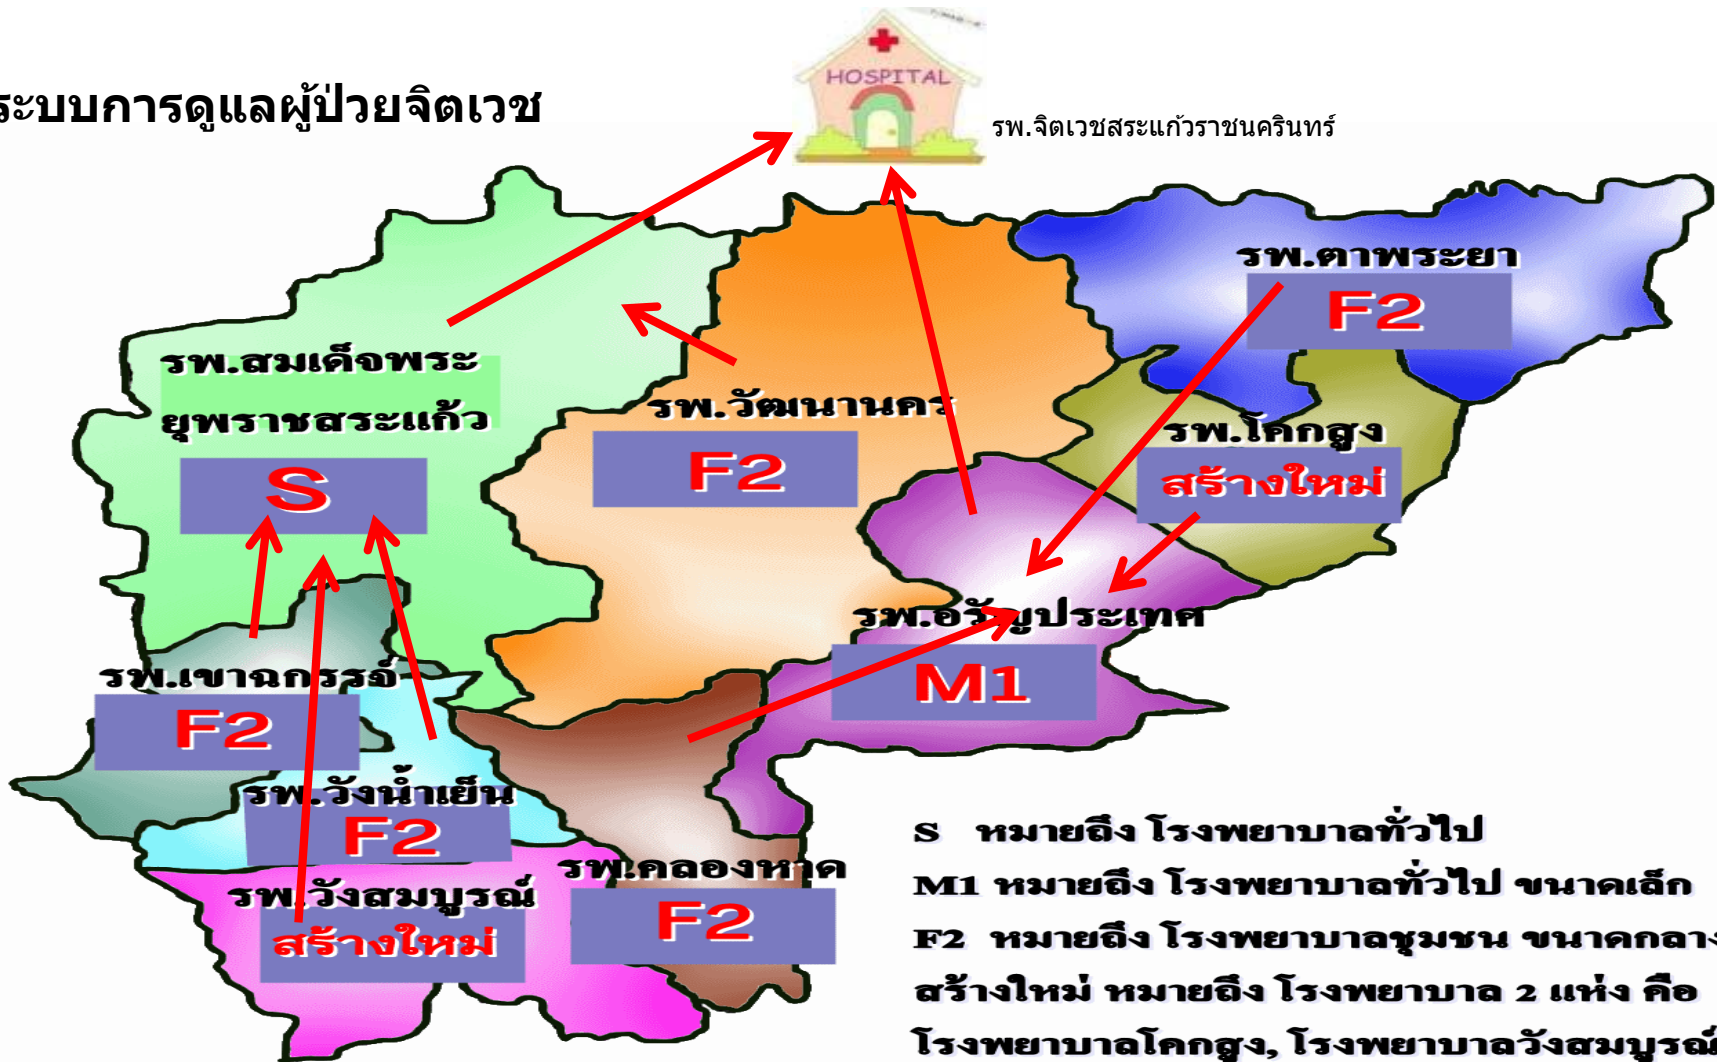 HOSPITAL
ระบบการดูแลผู้ป่วยจิตเวช
รพ.จิตเวชสระแก้วราชนครินทร์
รพ.ตาพระยา
F2
รพ.สมเด็จพระ
ยุพราชสระแก้ว
S
รพ.วัฒนานคร
F2
รพ.โคกสูง
สร้างใหม่
รพ.อรัญประเทศ
M1
รพ.เขาฉกรรจ์
F2
รพ.วังน้ำเย็น
F2
รพ.คลองหาด
F2
รพ.วังสมบูรณ์
สร้างใหม่
S หมายถึง โรงพยาบาลทั่วไป
M1 หมายถึง โรงพยาบาลทั่วไป ขนาดเล็ก
F2 หมายถึง โรงพยาบาลชุมชน ขนาดกลาง
สร้างใหม่ หมายถึง โรงพยาบาล 2 แห่ง คือ
โรงพยาบาลโคกสูง, โรงพยาบาลวังสมบูรณ์